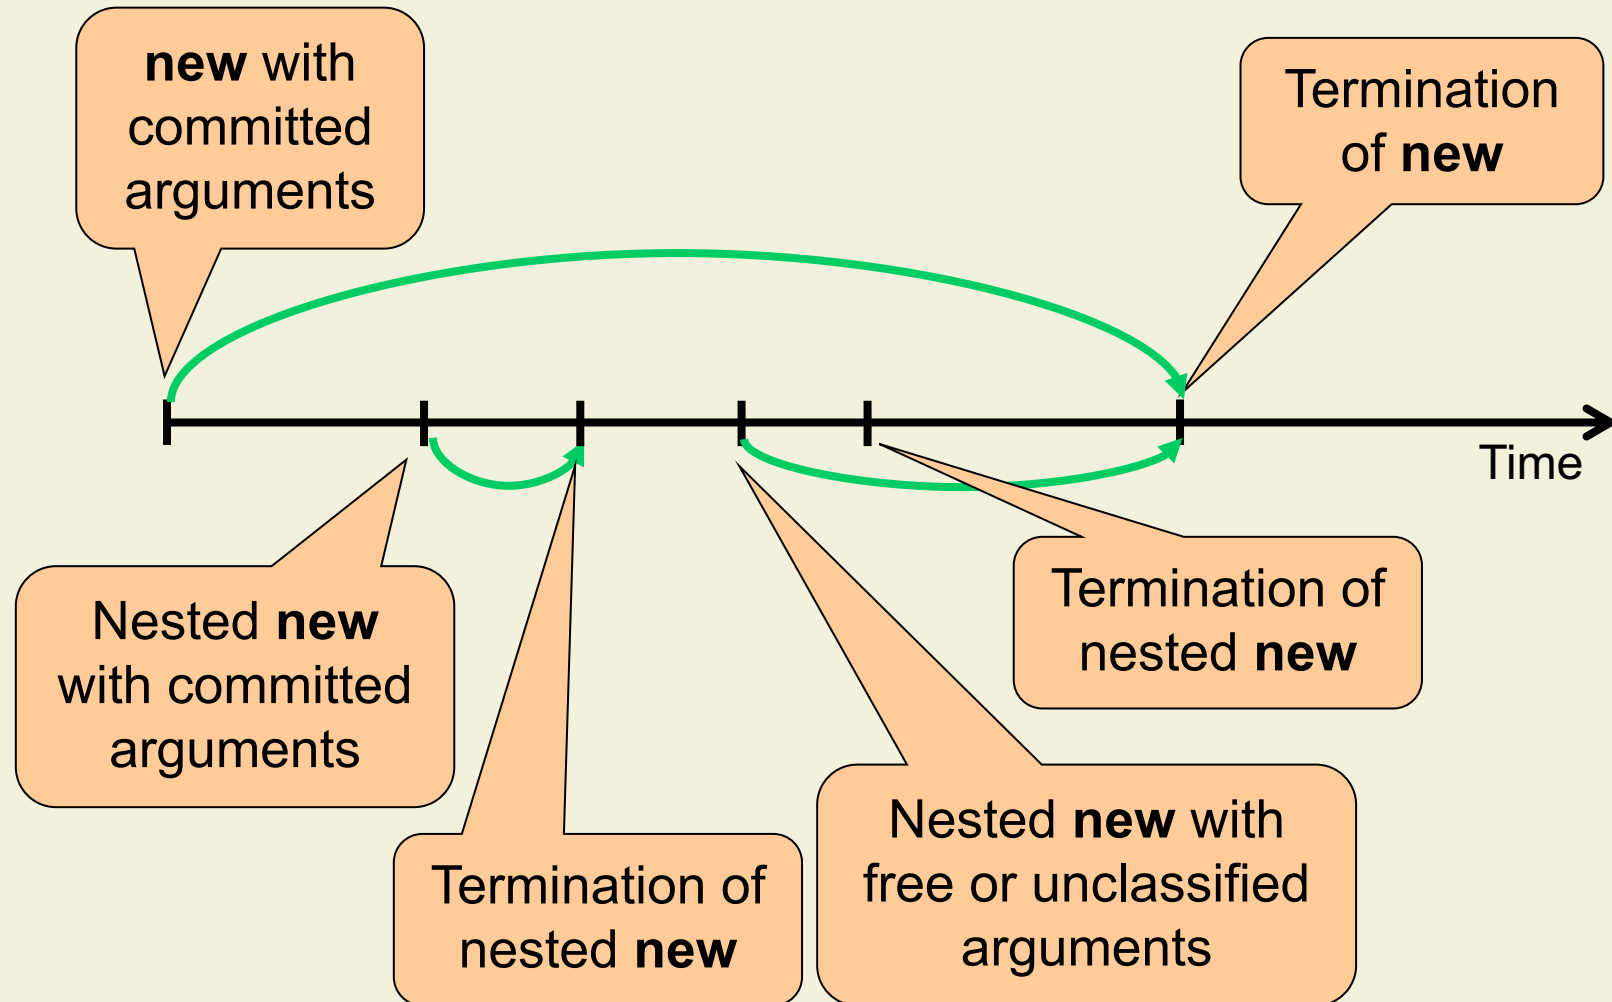 new with
committed
arguments
Termination
of new
Time
Nested new
with committed
arguments
Termination of
nested new
Termination of
nested new
Nested new with
free or unclassified
arguments